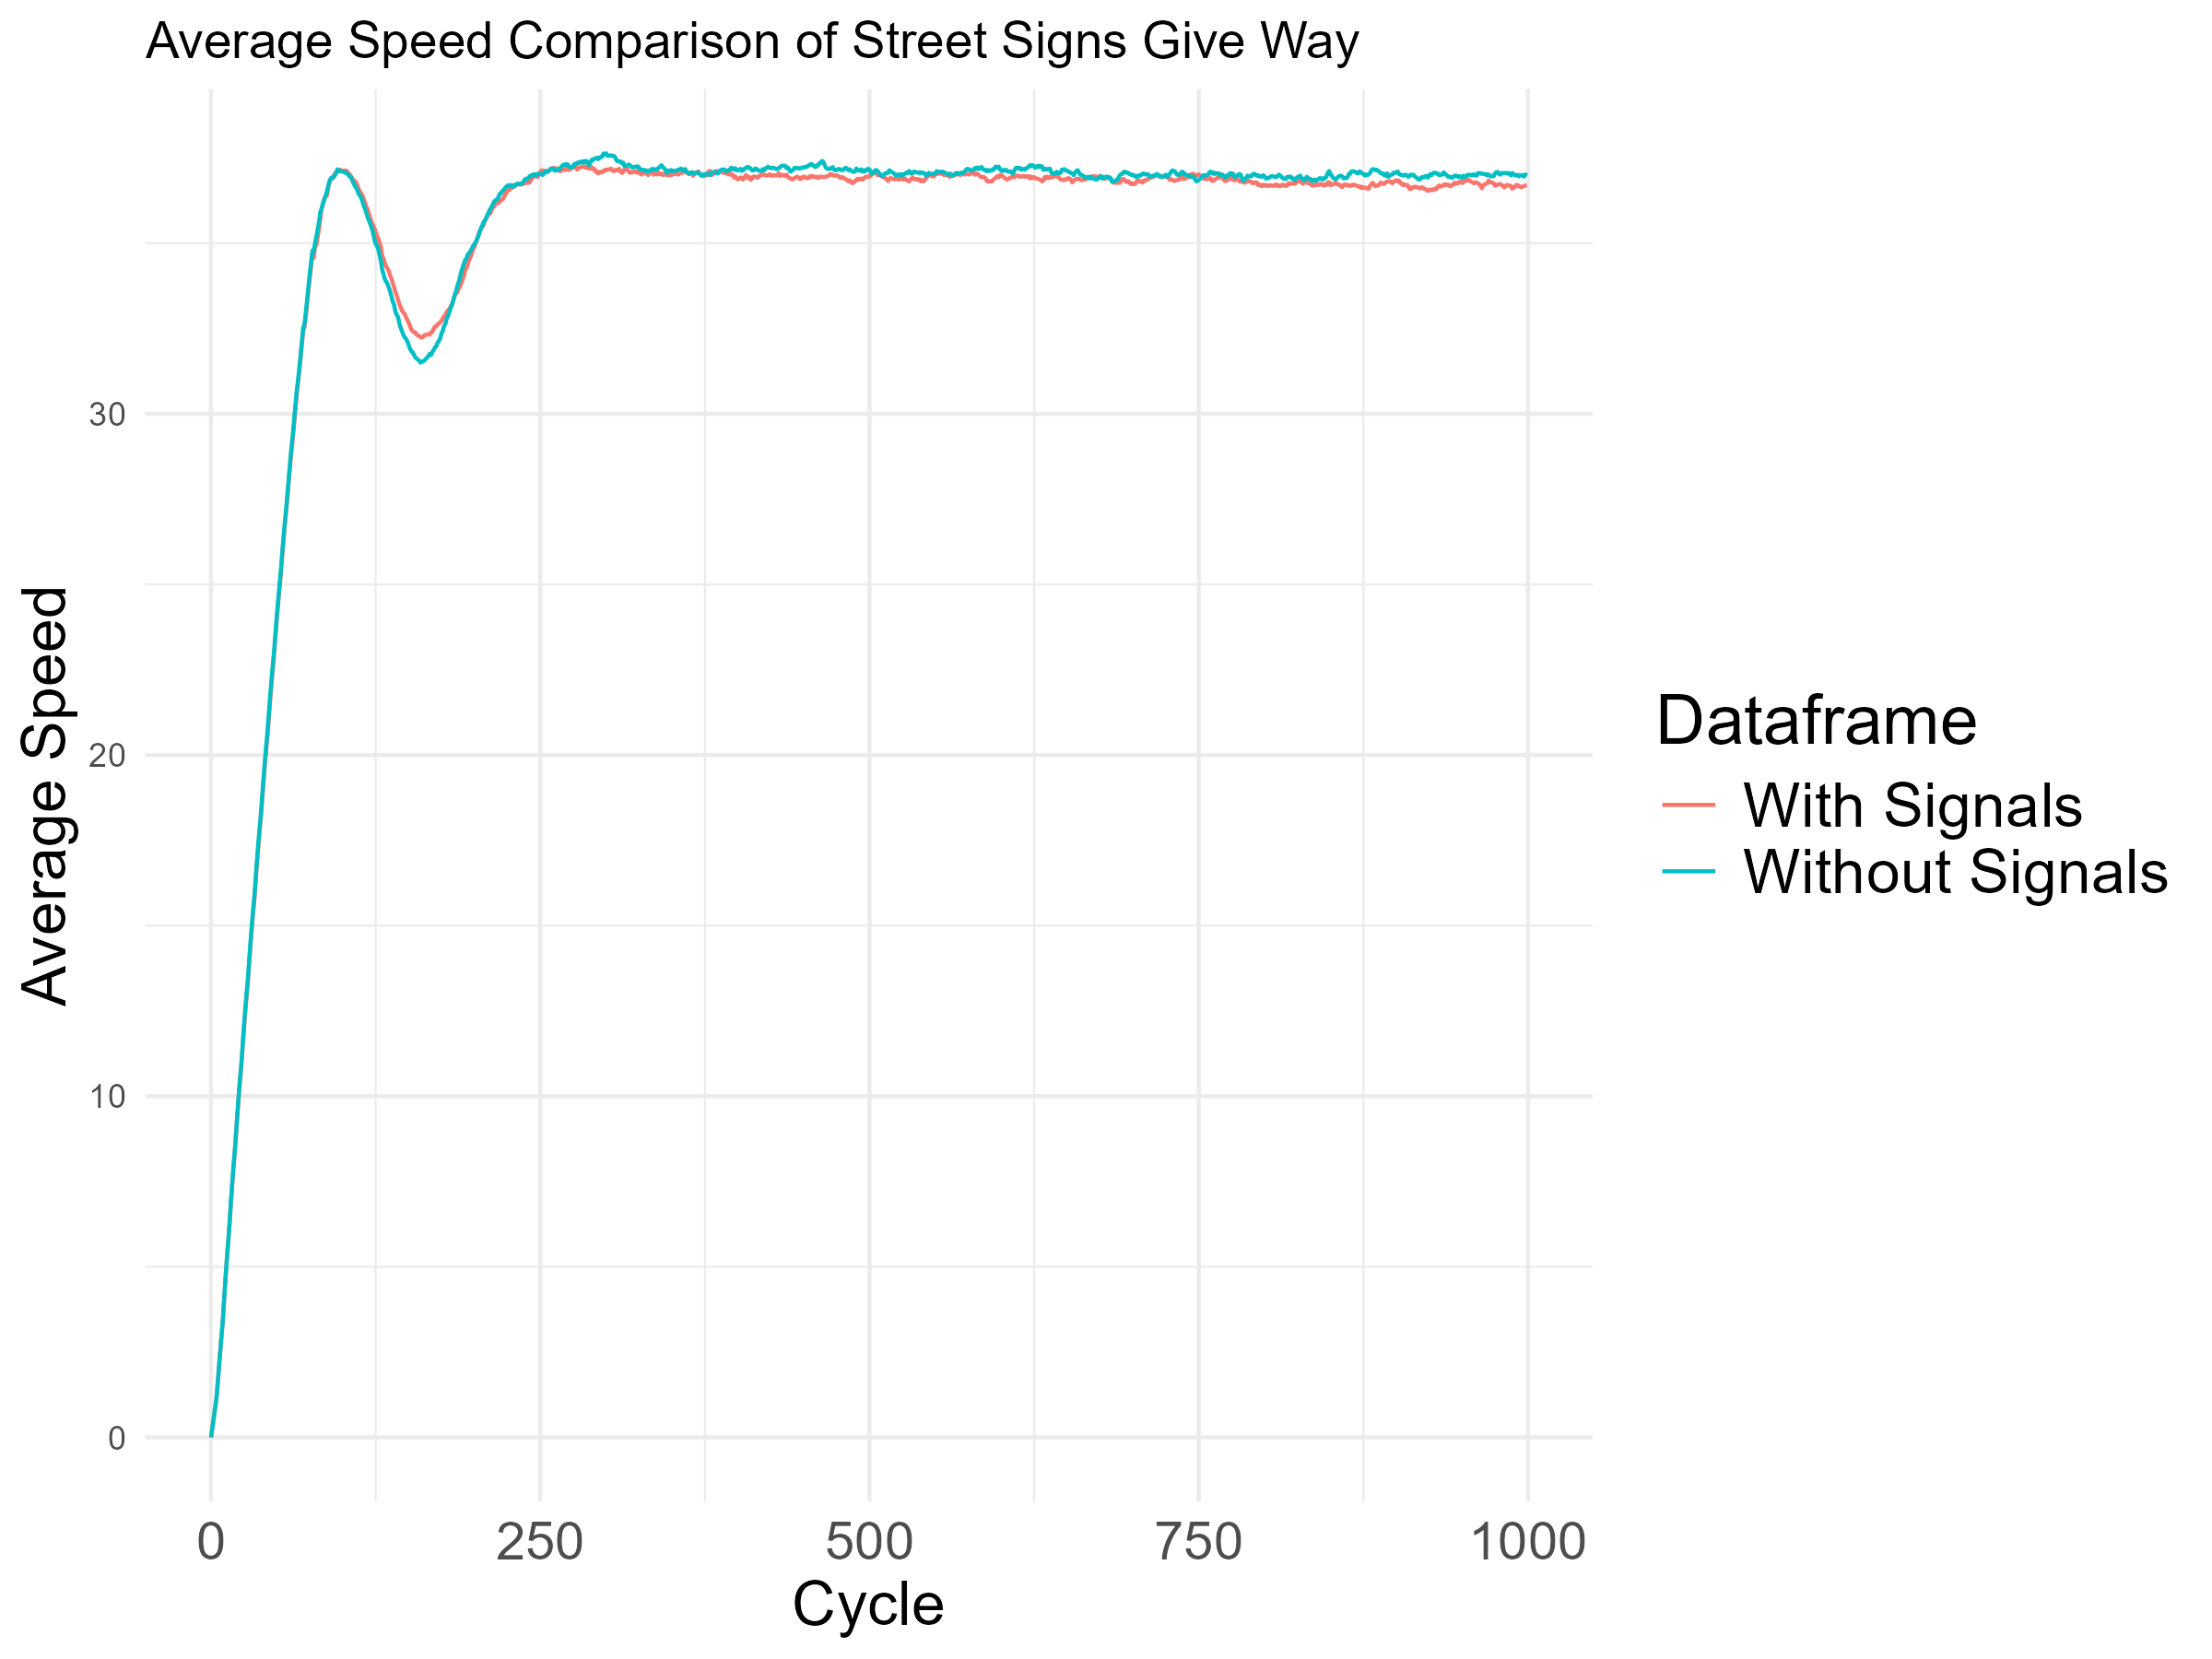 Average Speed Comparison of Street Signs Give Way
Average Speed
30
20
10
0
0 250 500 750 1000
Cycle
Dataframe
With Signals
Without Signals